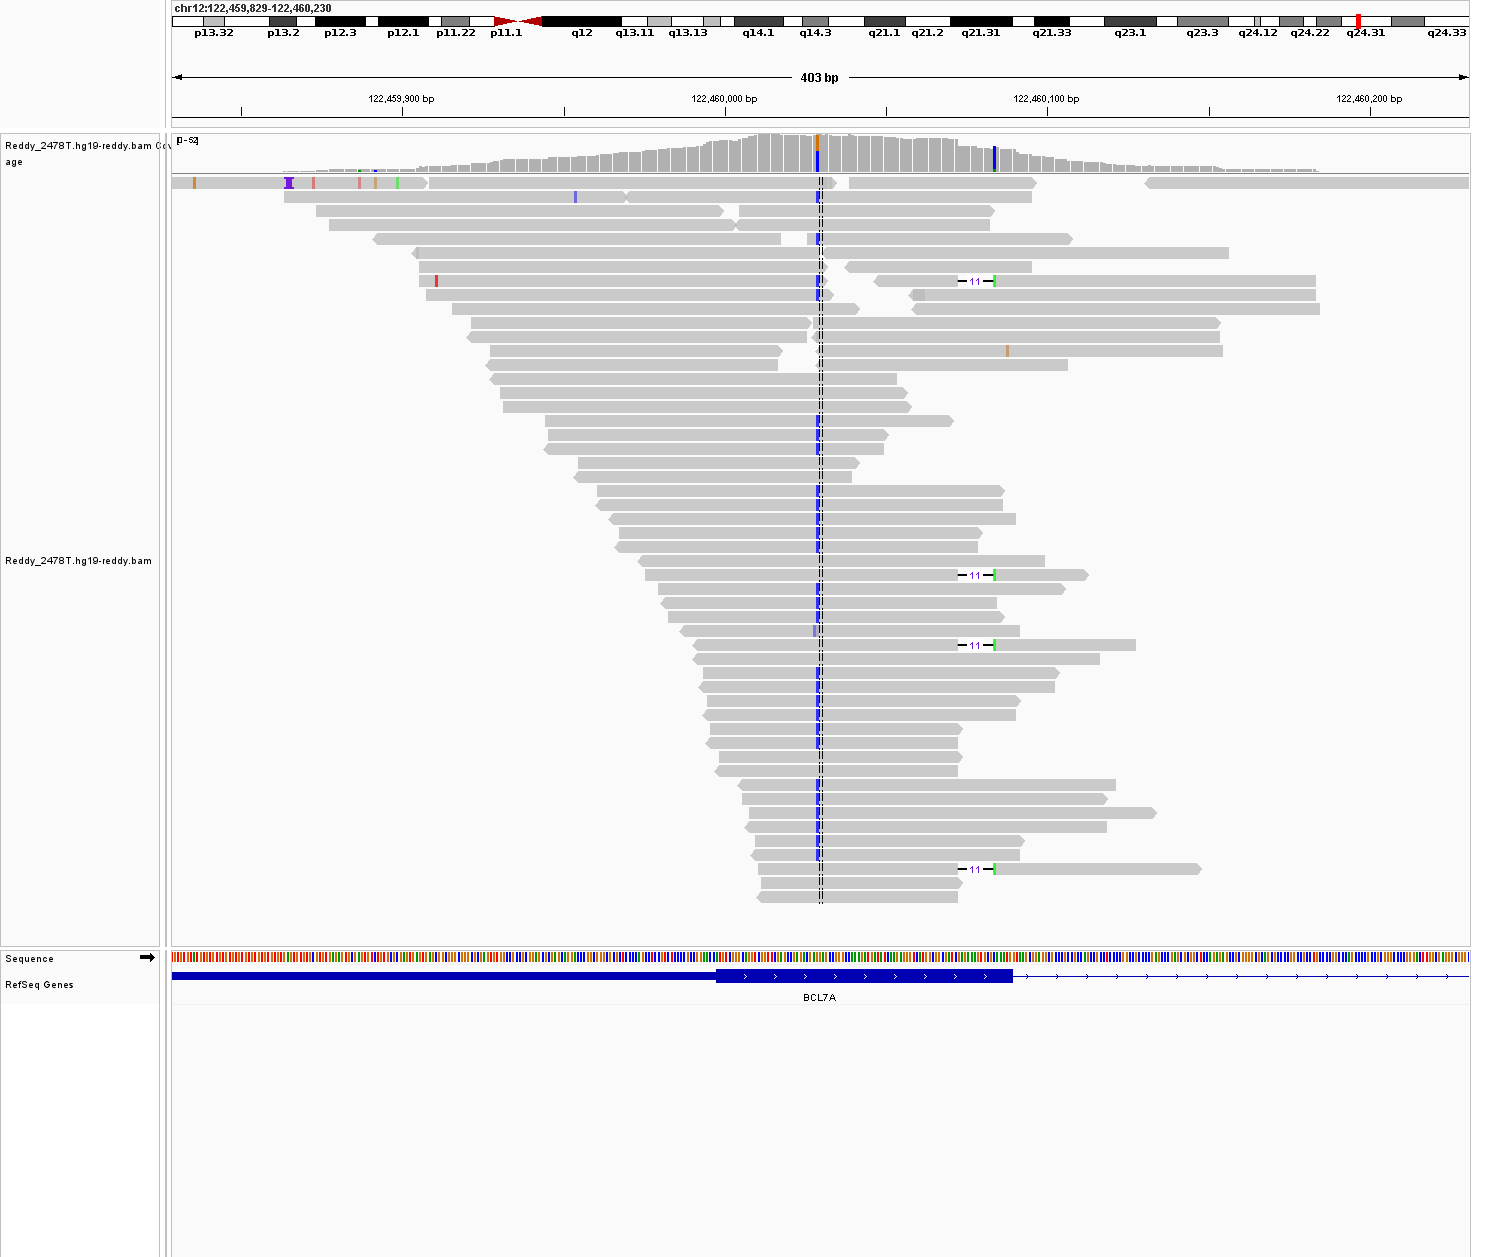 chr12:122,459,829-122,460,230
p13.32 p13.2 p12.3 p12.1 p11.22 p11.1 q12 q13.11 q13.13 q14.1 q14.3 q21.1 q21.2 q21.31 q21.33 q23.1 q23.3 q24.12 q24.22 q24.31 q24.33
403 bp
122,459,900 bp 122,460,000 bp 122,460,100 bp 122,460,200 bp
[0-52]
Reddy_2478T.hg19-reddy.bam Cov
age
11
11
Reddy_2478T.hg19-reddy.bam
11
11
Sequence
RefSeq Genes
BCL7A